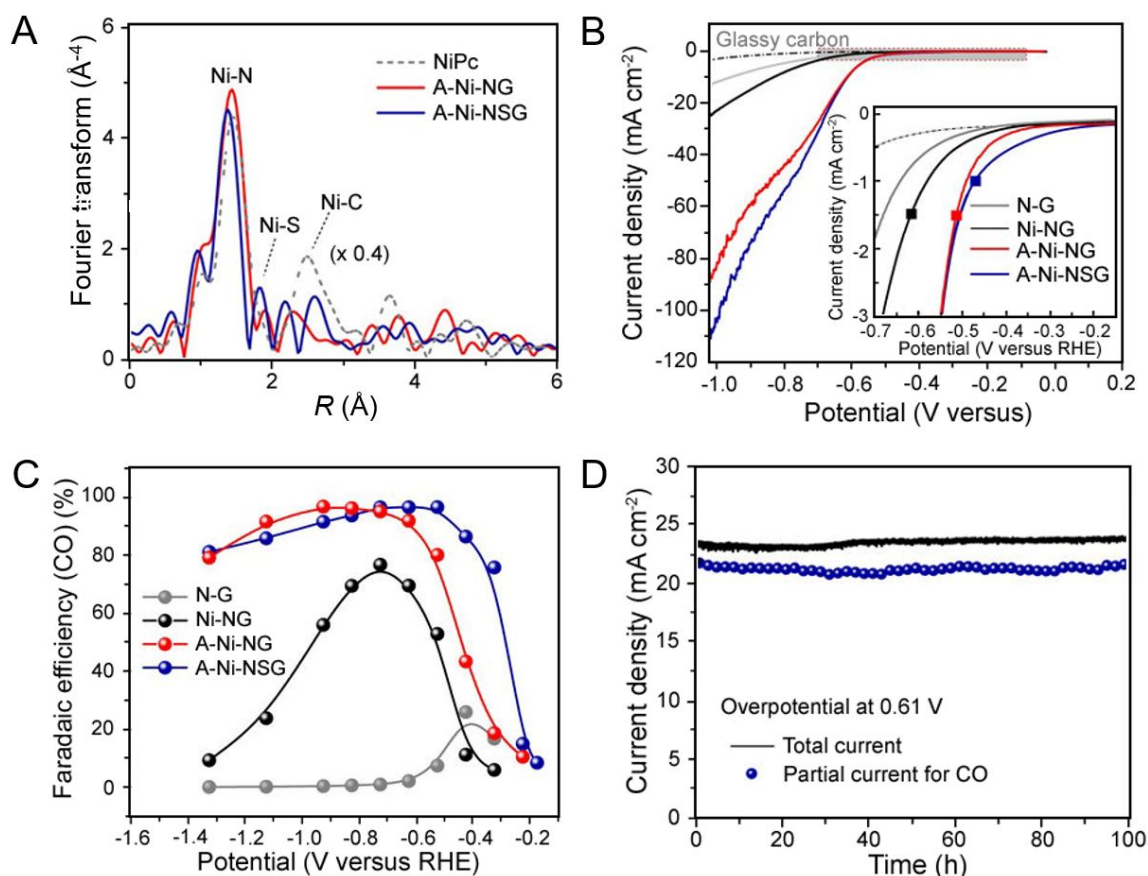 A
Fourier transform (Å⁻⁴)
6
4
2
0
Ni-N
Ni-S
Ni-C
(x 0.4)
NiPc
A-Ni-NG
A-Ni-NSG
0 2 4 6
R (Å)
B
Current density (mA cm⁻²)
0
-20
-40
-60
-80
-100
-120
Glassy carbon
Current density (mA cm⁻²)
0
-1
-2
-3
N-G
Ni-NG
A-Ni-NG
A-Ni-NSG
-0.7 -0.6 -0.5 -0.4 -0.3 -0.2
Potential (V versus RHE)
-1.0 -0.8 -0.6 -0.4 -0.2 0.0 0.2
Potential (V versus)
C
Faradaic efficiency (CO) (%)
100
80
60
40
20
0
N-G
Ni-NG
A-Ni-NG
A-Ni-NSG
-1.6 -1.4 -1.2 -1.0 -0.8 -0.6 -0.4 -0.2
Potential (V versus RHE)
D
Current density (mA cm⁻²)
30
25
20
15
10
5
0
Overpotential at 0.61 V
Total current
Partial current for CO
0 20 40 60 80 100
Time (h)